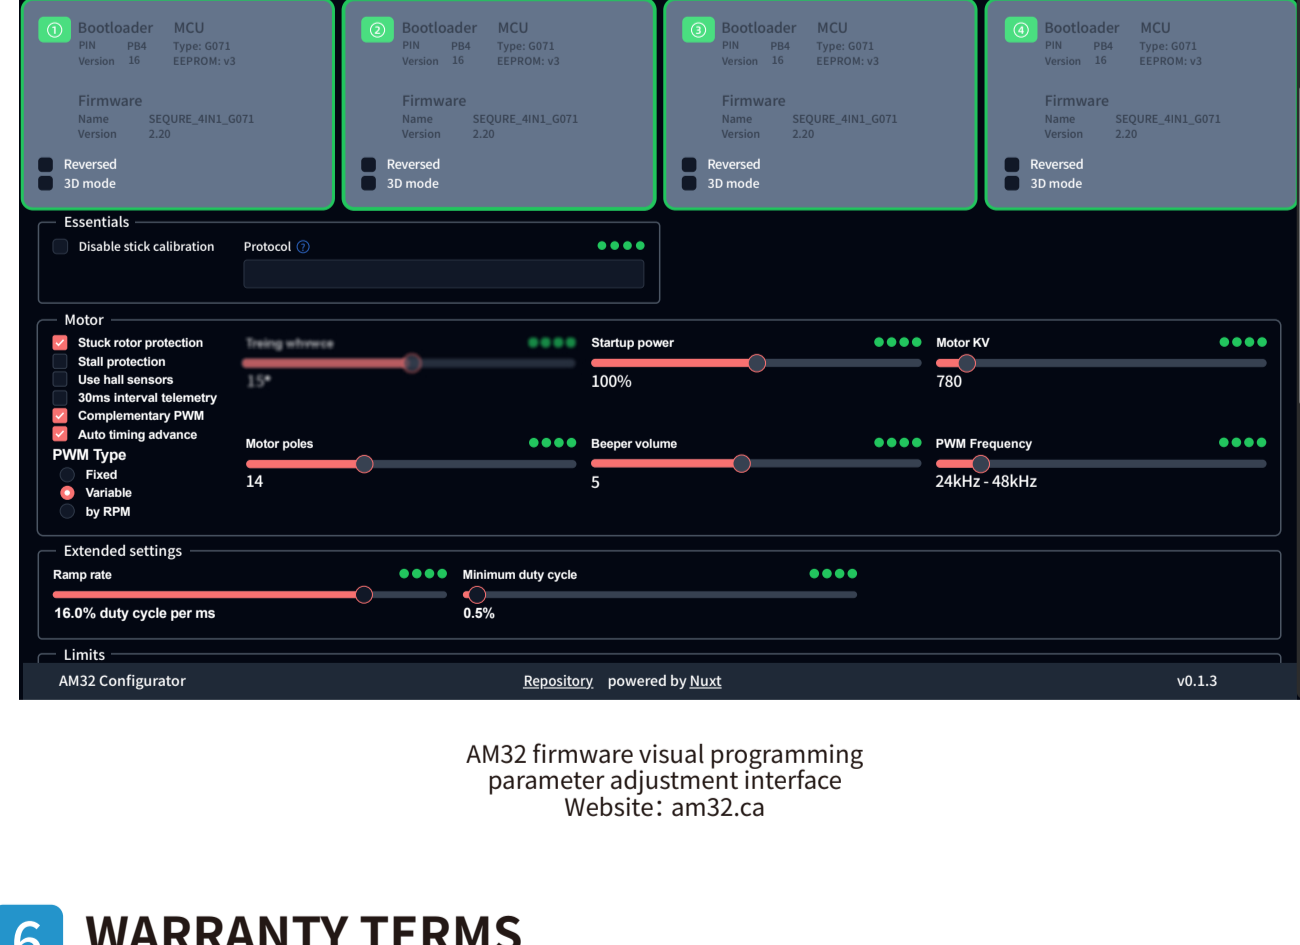 ① Bootloader MCU
PIN PB4 Type: G071
Version 16 EEPROM: v3
Firmware
Name SEQURE_4IN1_G071
Version 2.20
Reversed
3D mode
② Bootloader MCU
PIN PB4 Type: G071
Version 16 EEPROM: v3
Firmware
Name SEQURE_4IN1_G071
Version 2.20
Reversed
3D mode
③ Bootloader MCU
PIN PB4 Type: G071
Version 16 EEPROM: v3
Firmware
Name SEQURE_4IN1_G071
Version 2.20
Reversed
3D mode
④ Bootloader MCU
PIN PB4 Type: G071
Version 16 EEPROM: v3
Firmware
Name SEQURE_4IN1_G071
Version 2.20
Reversed
3D mode
Essentials
Disable stick calibration
Protocol ?
Motor
Stuck rotor protection
Stall protection
Use hall sensors
30ms interval telemetry
Complementary PWM
Auto timing advance
PWM Type
Fixed
Variable
by RPM
15°
Startup power
100%
Motor KV
780
Motor poles
14
Beeper volume
5
PWM Frequency
24kHz - 48kHz
Extended settings
Ramp rate
16.0% duty cycle per ms
Minimum duty cycle
0.5%
Limits
AM32 Configurator
Repository powered by Nuxt
v0.1.3
AM32 firmware visual programming
parameter adjustment interface
Website：am32.ca
6 WARRANTY TERMS